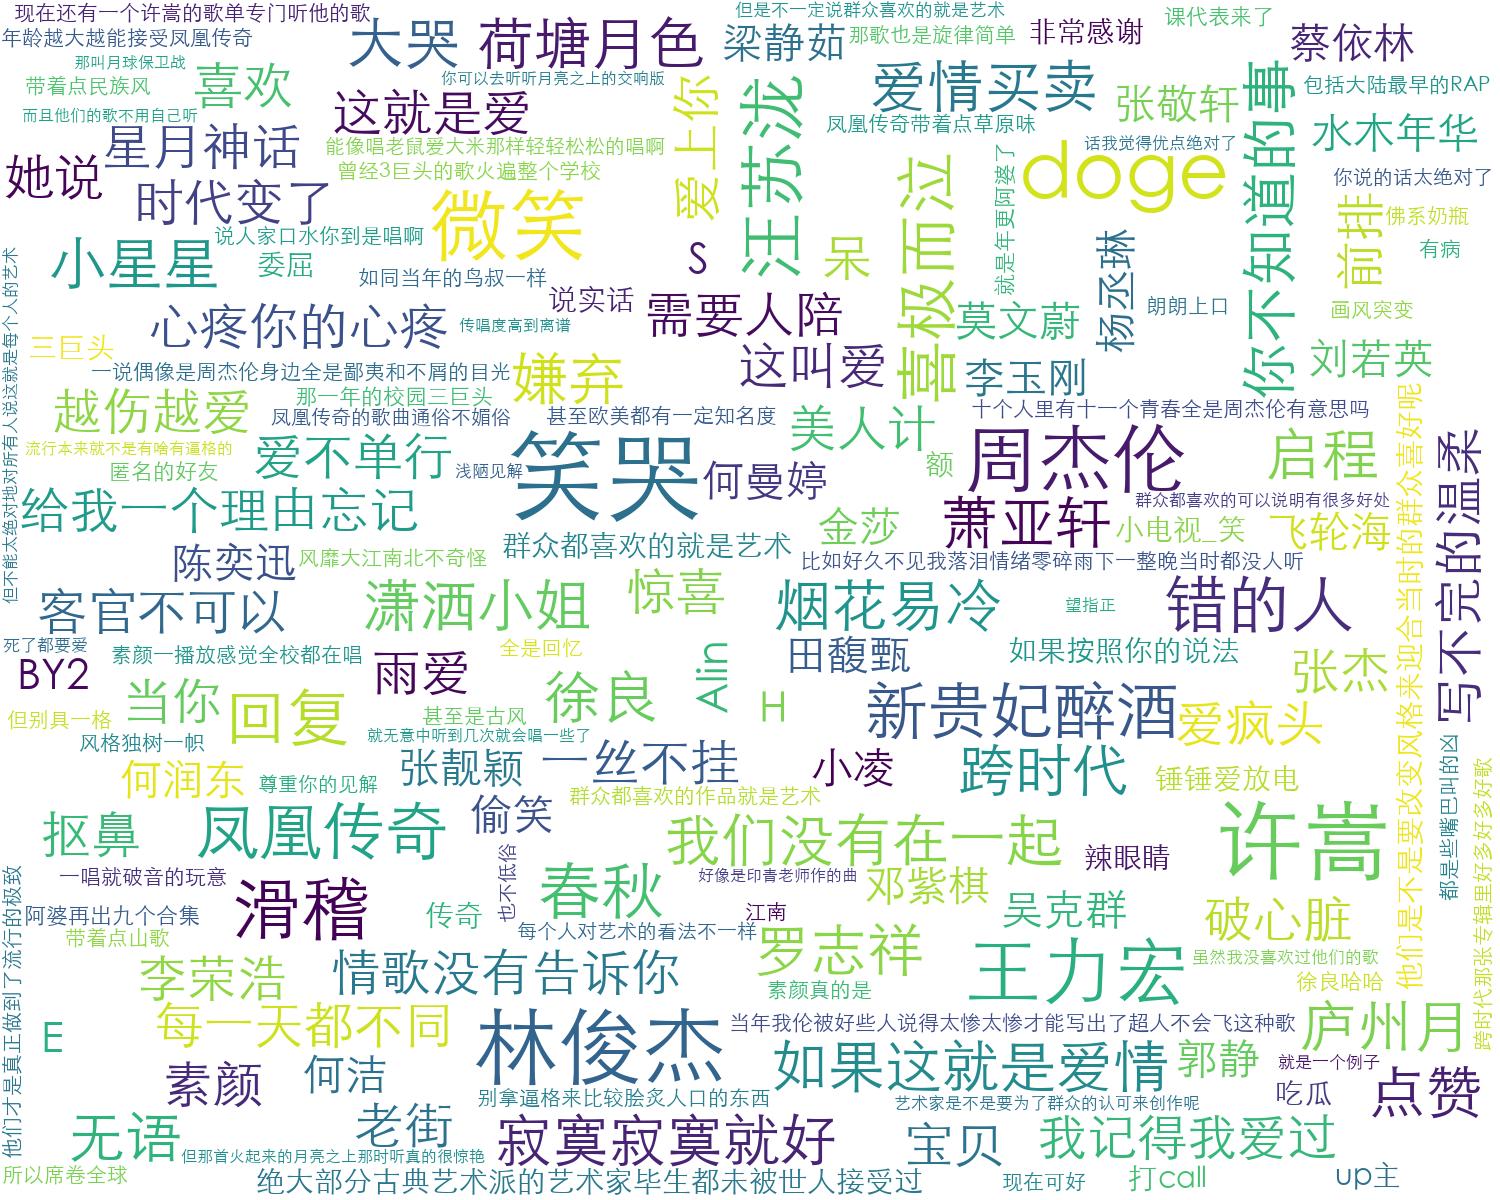 现在还有一个许嵩的歌单专门听他的歌
年龄越大越能接受凤凰传奇
那叫月球保卫战
带着点民族风
喜欢
而且他们的歌不用自己听
大哭
荷塘月色
你可以去听听月亮之上的交响版
但是不一定说群众喜欢的就是艺术
梁静茹
那歌也是旋律简单
非常感谢
课代表来了
蔡依林
爱情买卖
张敬轩
包括大陆最早的RAP
这就是爱
爱上你
汪苏泷
凤凰传奇带着点草原味
星月神话
能像唱老鼠爱大米那样轻轻松松的唱啊
曾经3巨头的歌火遍整个学校
话我觉得优点绝对了
水木年华
她说
时代变了
就是年更阿婆了
doge
你不知道的事
你说的话太绝对了
微笑
喜极而泣
前排
佛系奶瓶
小星星
说人家口水你到是唱啊
委屈
如同当年的鸟叔一样
S
呆
有病
说实话
需要人陪
莫文蔚
杨丞琳
朗朗上口
画风突变
心疼你的心疼
传唱度高到离谱
三巨头
刘若英
这叫爱
李玉刚
一说偶像是周杰伦身边全是鄙夷和不屑的目光
嫌弃
那一年的校园三巨头
越伤越爱
凤凰传奇的歌曲通俗不媚俗
甚至欧美都有一定知名度
美人计
十个人里有十一个青春全是周杰伦有意思吗
流行本来就不是有啥有逼格的
匿名的好友
爱不单行
浅陋见解
笑哭
何曼婷
额
周杰伦
启程
给我一个理由忘记
群众都喜欢的可以说明有很多好处
金莎
萧亚轩
小电视_笑
飞轮海
写不完的温柔
他们是不是要改变风格来迎合当时的群众喜好呢
但不能太绝对地对所有人说这就是每个人的艺术
陈奕迅
风靡大江南北不奇怪
群众都喜欢的就是艺术
比如好久不见我落泪情绪零碎雨下一整晚当时都没人听
客官不可以
潇洒小姐
惊喜
烟花易冷
望指正
错的人
死了都要爱
素颜一播放感觉全校都在唱
全是回忆
田馥甄
如果按照你的说法
BY2
雨爱
Alin
张杰
当你
回复
徐良
H
新贵妃醉酒
爱疯头
但别具一格
甚至是古风
风格独树一帜
就无意中听到几次就会唱一些了
何润东
尊重你的见解
张靓颖
一丝不挂
小凌
跨时代
锤锤爱放电
都是些嘴巴叫的凶
跨时代那张专辑里好多好多好歌
群众都喜欢的作品就是艺术
抠鼻
凤凰传奇
偷笑
我们没有在一起
辣眼睛
许嵩
一唱就破音的玩意
滑稽
也不低俗
春秋
好像是印青老师作的曲
邓紫棋
阿婆再出九个合集
传奇
江南
吴克群
破心脏
带着点山歌
每个人对艺术的看法不一样
罗志祥
王力宏
虽然我没喜欢过他们的歌
李荣浩
情歌没有告诉你
素颜真的是
徐良哈哈
他们才是真正做到了流行的极致
E
每一天都不同
林俊杰
当年我伦被好些人说得太惨太惨才能写出了超人不会飞这种歌
庐州月
素颜
何洁
如果这就是爱情
郭静
就是一个例子
吃瓜
点赞
别拿逼格来比较脍炙人口的东西
艺术家是不是要为了群众的认可来创作呢
无语
老街
寂寞寂寞就好
宝贝
我记得我爱过
但那首火起来的月亮之上那时听真的很惊艳
所以席卷全球
绝大部分古典艺术派的艺术家毕生都未被世人接受过
现在可好
打call
up主